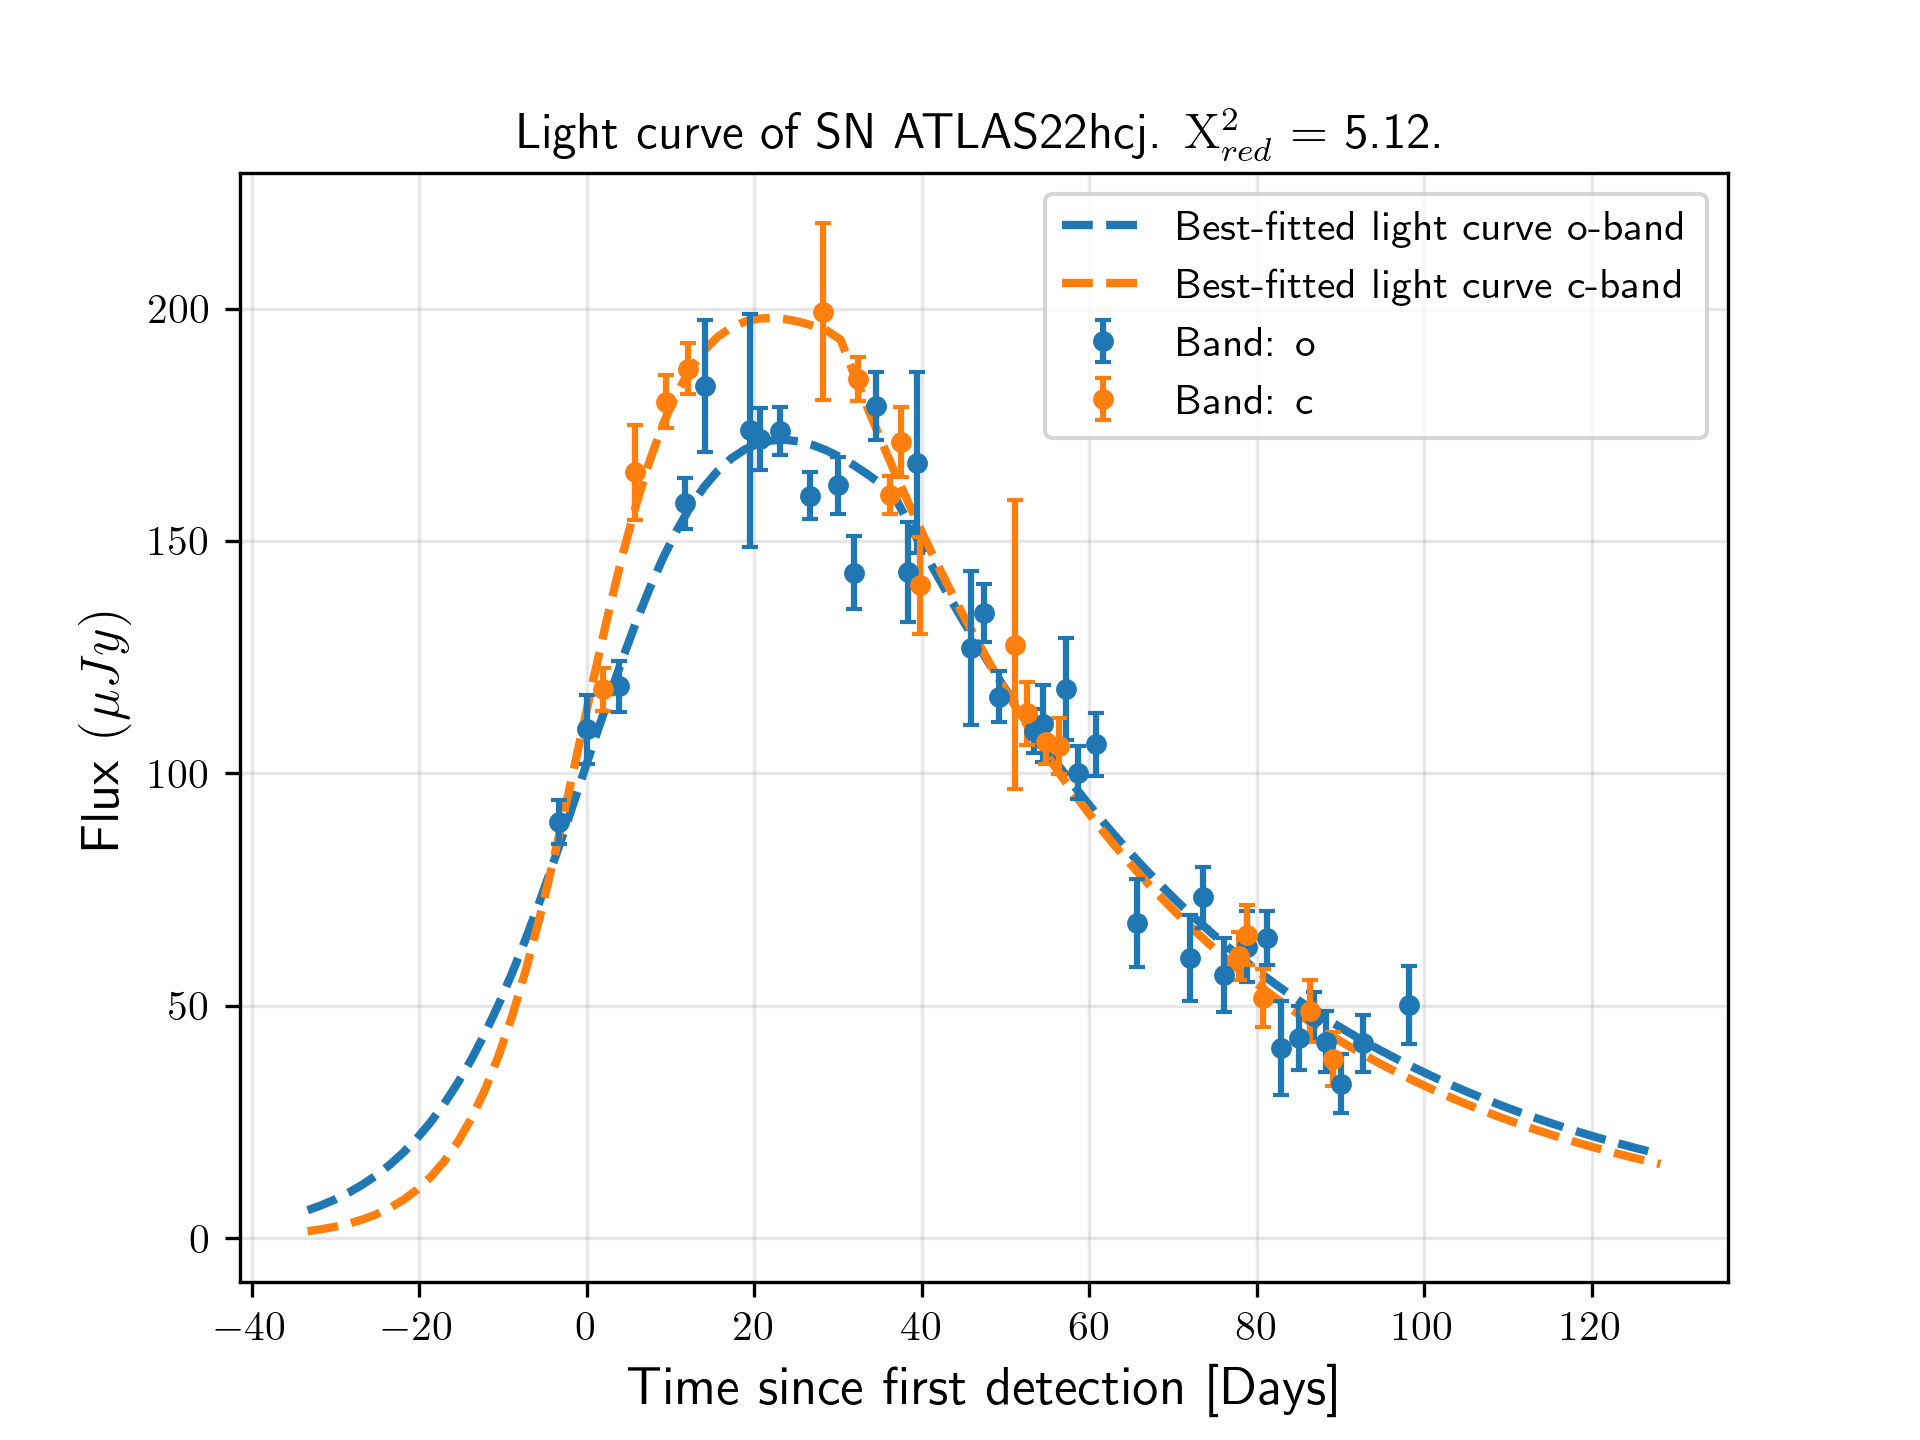 Light curve of SN ATLAS22hcj. X²_red = 5.12.
Best-fitted light curve o-band
Best-fitted light curve c-band
Band: o
Band: c
Flux (μJy)
200
150
100
50
0
−40 −20 0 20 40 60 80 100 120
Time since first detection [Days]